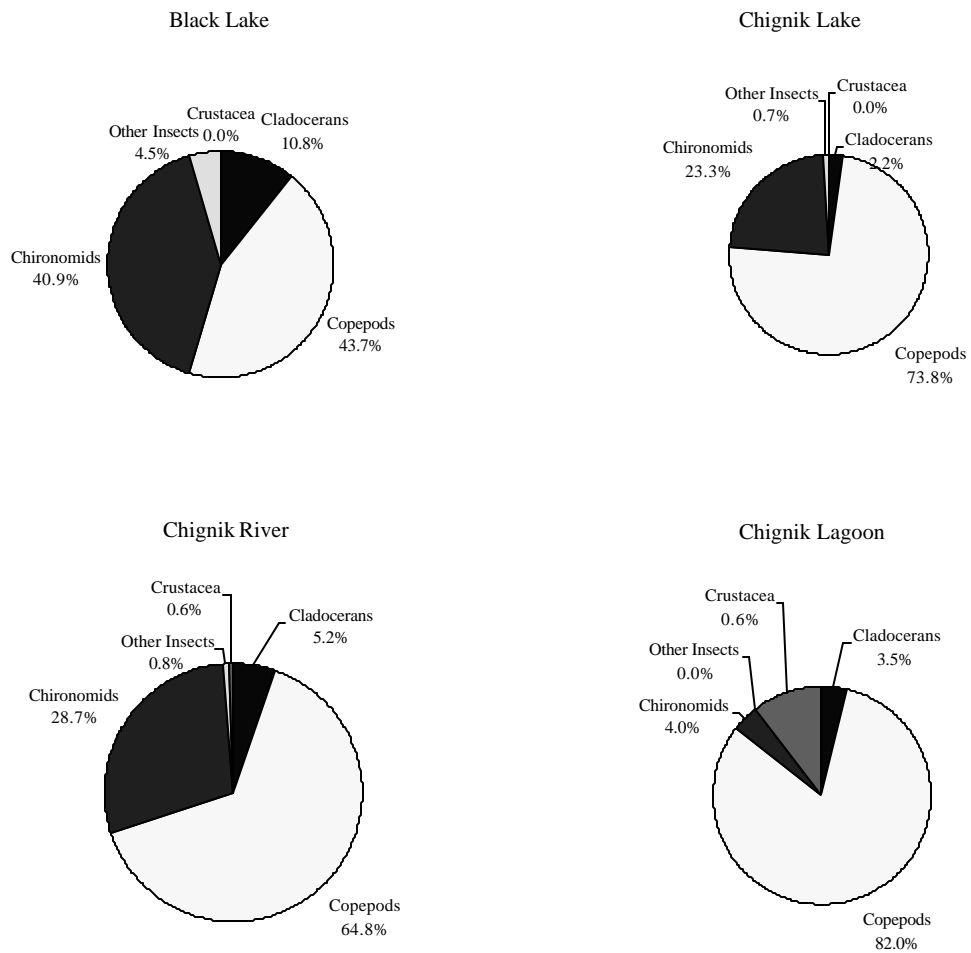 Black Lake
Crustacea
0.0%
Cladocerans
10.8%
Other Insects
4.5%
Chironomids
40.9%
Copepods
43.7%
Chignik Lake
Crustacea
0.0%
Other Insects
0.7%
Cladocerans
2.2%
Chironomids
23.3%
Copepods
73.8%
Chignik River
Crustacea
0.6%
Cladocerans
5.2%
Other Insects
0.8%
Chironomids
28.7%
Copepods
64.8%
Chignik Lagoon
Crustacea
0.6%
Cladocerans
3.5%
Other Insects
0.0%
Chironomids
4.0%
Copepods
82.0%